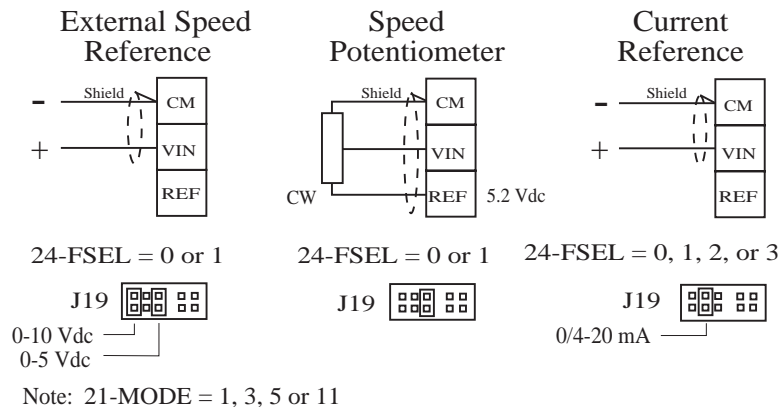 External Speed
Reference
Shield
-
+
CM
VIN
REF
24-FSEL = 0 or 1
J19
0-10 Vdc
0-5 Vdc
Speed
Potentiometer
Shield
CW
CM
VIN
REF
5.2 Vdc
24-FSEL = 0 or 1
J19
Current
Reference
Shield
-
+
CM
VIN
REF
24-FSEL = 0, 1, 2, or 3
J19
0/4-20 mA
Note: 21-MODE = 1, 3, 5 or 11